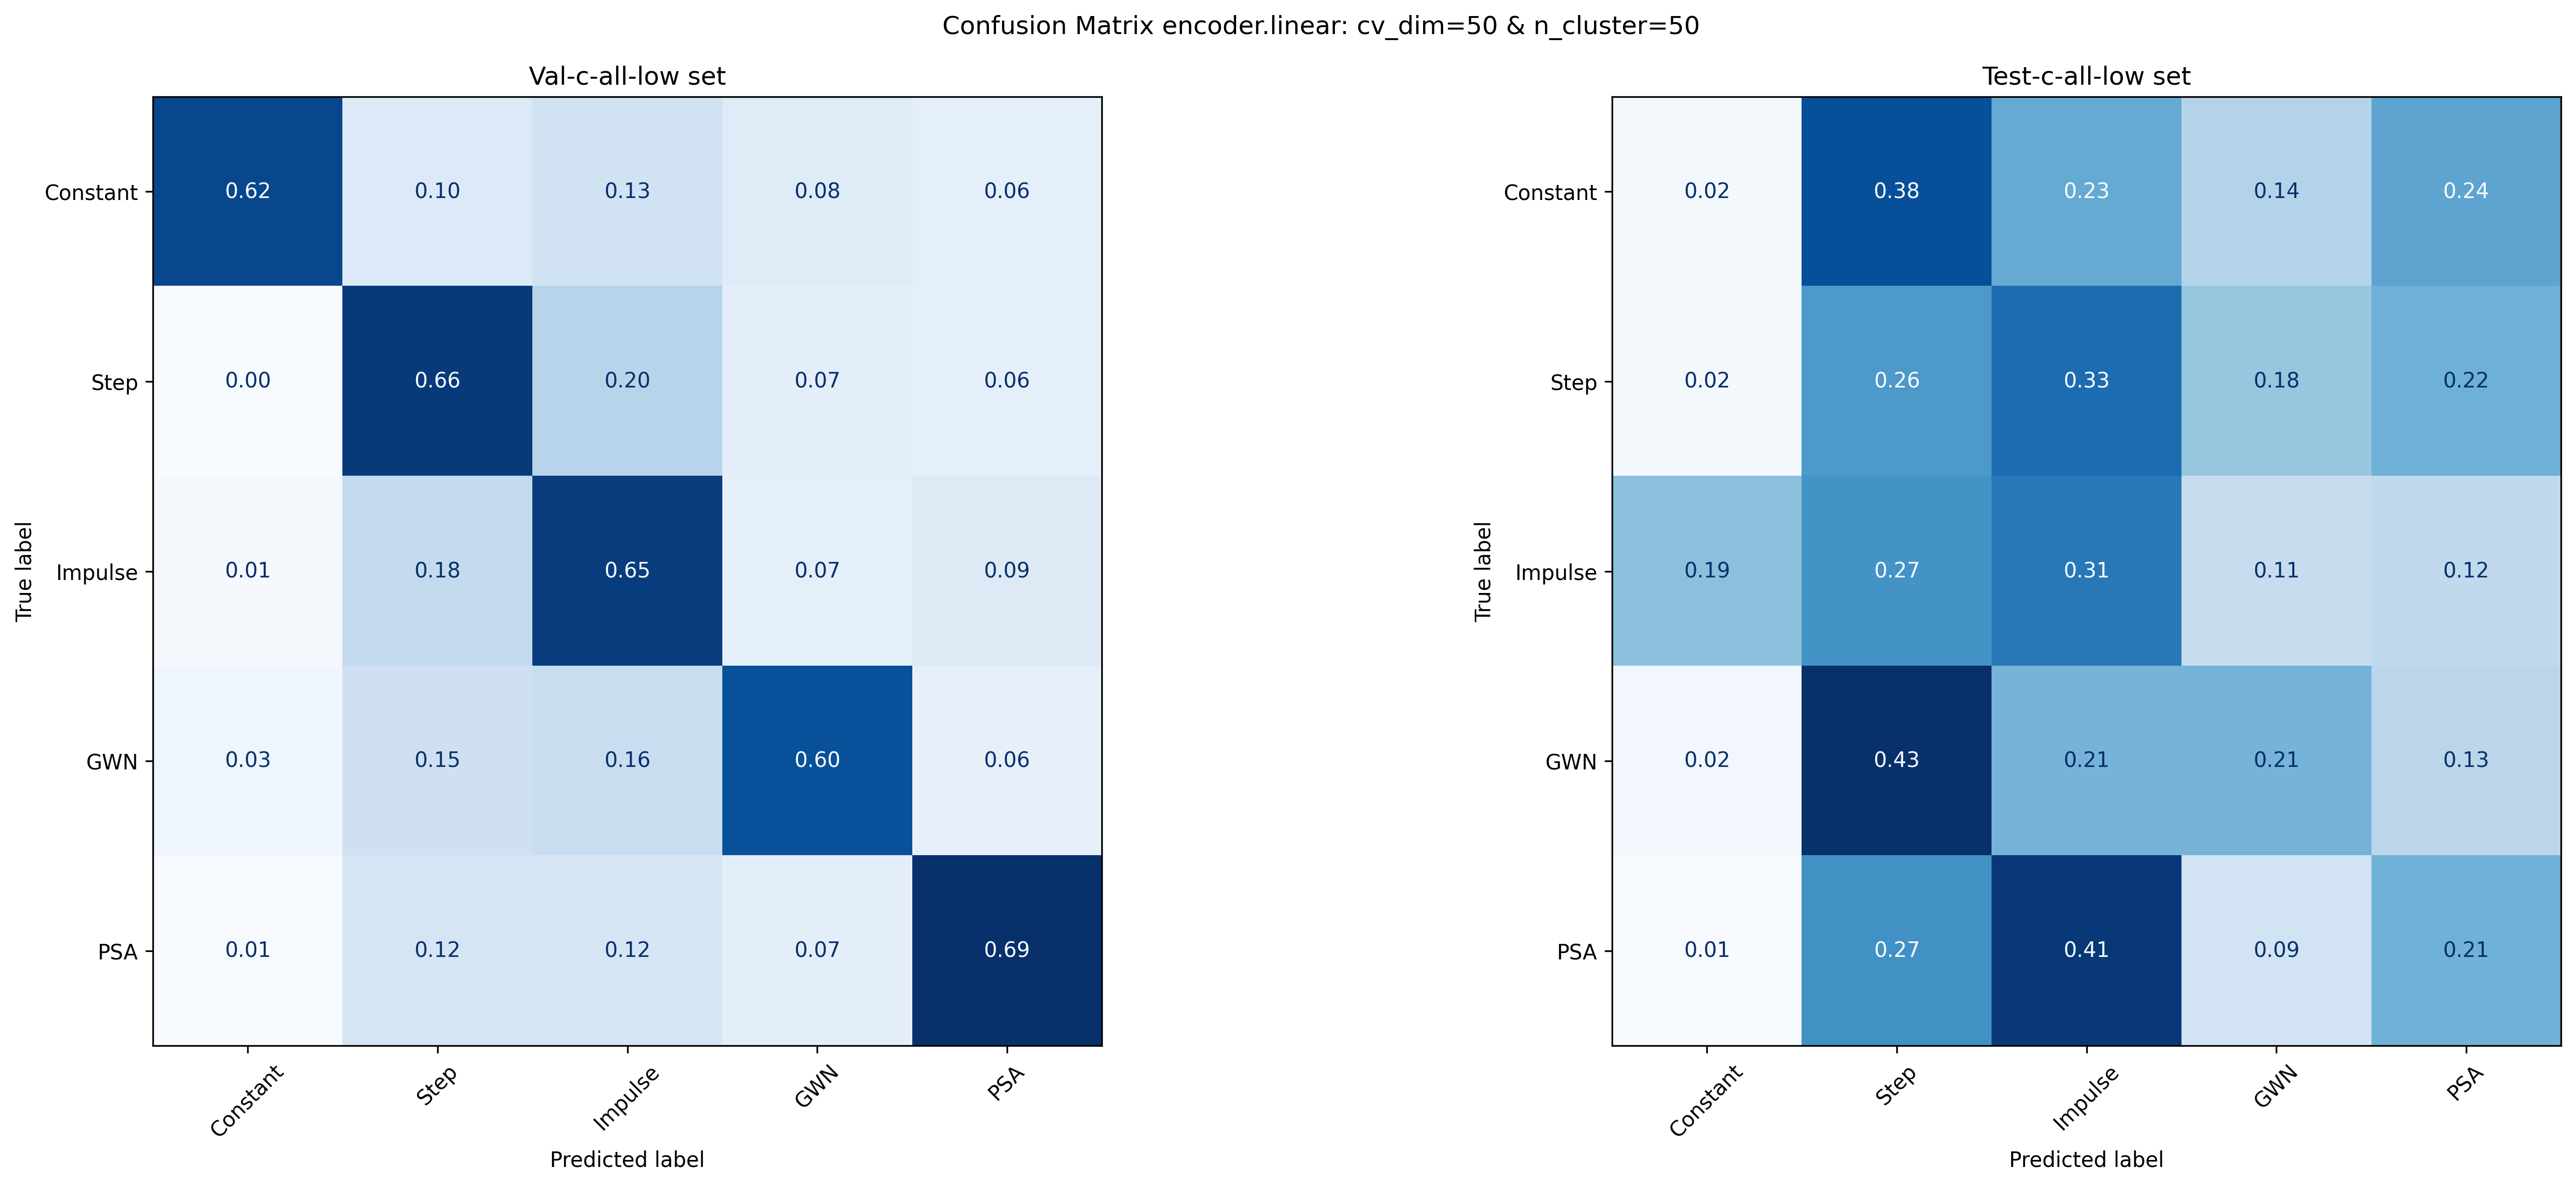 Confusion Matrix encoder.linear: cv_dim=50 & n_cluster=50
Val-c-all-low set
True label
Constant 0.62 0.10 0.13 0.08 0.06
Step 0.00 0.66 0.20 0.07 0.06
Impulse 0.01 0.18 0.65 0.07 0.09
GWN 0.03 0.15 0.16 0.60 0.06
PSA 0.01 0.12 0.12 0.07 0.69
Constant Step Impulse GWN PSA
Predicted label
Test-c-all-low set
True label
Constant 0.02 0.38 0.23 0.14 0.24
Step 0.02 0.26 0.33 0.18 0.22
Impulse 0.19 0.27 0.31 0.11 0.12
GWN 0.02 0.43 0.21 0.21 0.13
PSA 0.01 0.27 0.41 0.09 0.21
Constant Step Impulse GWN PSA
Predicted label